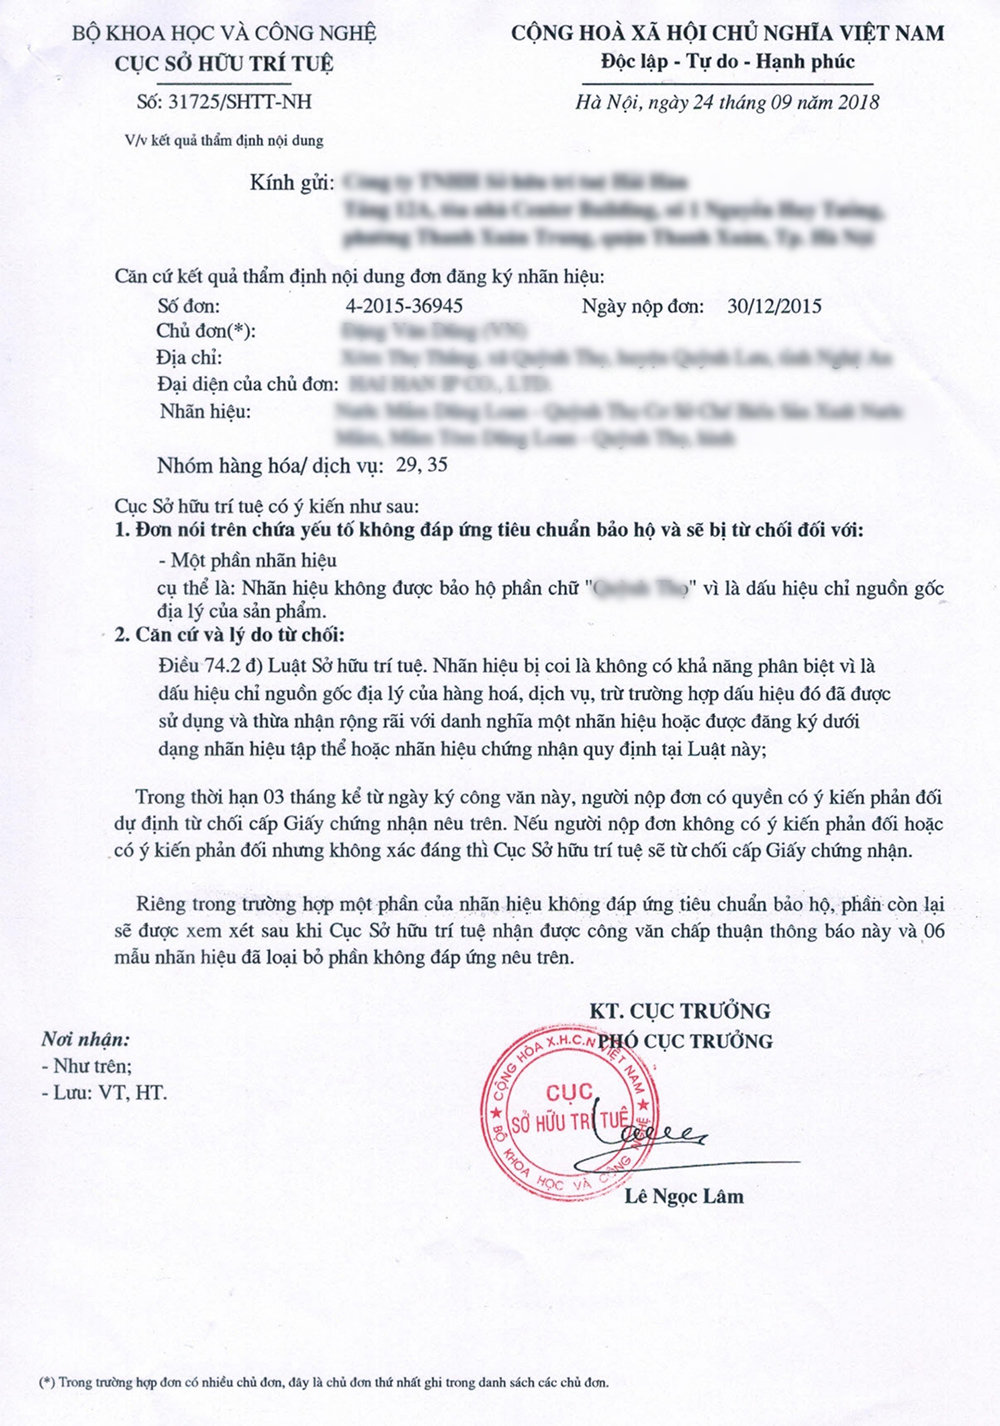 BỘ KHOA HỌC VÀ CÔNG NGHỆ
CỤC SỞ HỮU TRÍ TUỆ
Số: 31725/SHTT-NH
V/v kết quả thẩm định nội dung
CỘNG HOÀ XÃ HỘI CHỦ NGHĨA VIỆT NAM
Độc lập - Tự do - Hạnh phúc
Hà Nội, ngày 24 tháng 09 năm 2018
Kính gửi:
Căn cứ kết quả thẩm định nội dung đơn đăng ký nhãn hiệu:
Số đơn: 4-2015-36945 Ngày nộp đơn: 30/12/2015
Chủ đơn(*):
Địa chỉ:
Đại diện của chủ đơn:
Nhãn hiệu:
Nhóm hàng hóa/ dịch vụ: 29, 35
Cục Sở hữu trí tuệ có ý kiến như sau:
1. Đơn nói trên chứa yếu tố không đáp ứng tiêu chuẩn bảo hộ và sẽ bị từ chối đối với:
- Một phần nhãn hiệu
cụ thể là: Nhãn hiệu không được bảo hộ phần chữ " " vì là dấu hiệu chỉ nguồn gốc
địa lý của sản phẩm.
2. Căn cứ và lý do từ chối:
Điều 74.2 đ) Luật Sở hữu trí tuệ. Nhãn hiệu bị coi là không có khả năng phân biệt vì là
dấu hiệu chỉ nguồn gốc địa lý của hàng hoá, dịch vụ, trừ trường hợp dấu hiệu đó đã được
sử dụng và thừa nhận rộng rãi với danh nghĩa một nhãn hiệu hoặc được đăng ký dưới
dạng nhãn hiệu tập thể hoặc nhãn hiệu chứng nhận quy định tại Luật này;
Trong thời hạn 03 tháng kể từ ngày ký công văn này, người nộp đơn có quyền có ý kiến phản đối
dự định từ chối cấp Giấy chứng nhận nêu trên. Nếu người nộp đơn không có ý kiến phản đối hoặc
có ý kiến phản đối nhưng không xác đáng thì Cục Sở hữu trí tuệ sẽ từ chối cấp Giấy chứng nhận.
Riêng trong trường hợp một phần của nhãn hiệu không đáp ứng tiêu chuẩn bảo hộ, phần còn lại
sẽ được xem xét sau khi Cục Sở hữu trí tuệ nhận được công văn chấp thuận thông báo này và 06
mẫu nhãn hiệu đã loại bỏ phần không đáp ứng nêu trên.
KT. CỤC TRƯỞNG
PHÓ CỤC TRƯỞNG
Nơi nhận:
- Như trên;
- Lưu: VT, HT.
CỘNG HÒA X.H.C.N VIỆT NAM
CỤC
SỞ HỮU TRÍ TUỆ
BỘ KHOA HỌC VÀ CÔNG NGHỆ
Lê Ngọc Lâm
(*) Trong trường hợp đơn có nhiều chủ đơn, đây là chủ đơn thứ nhất ghi trong danh sách các chủ đơn.